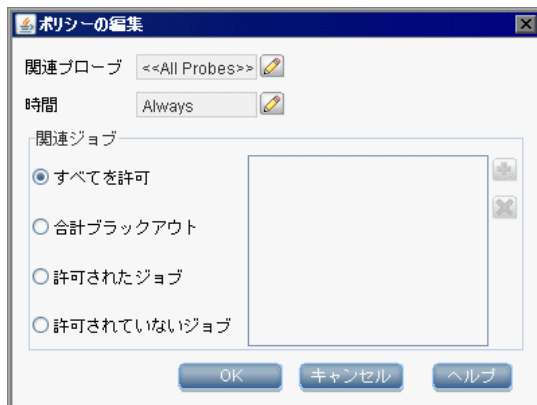 ポリシーの編集
関連プローブ <<All Probes>>
時間 Always
関連ジョブ
すべてを許可
合計ブラックアウト
許可されたジョブ
許可されていないジョブ
OK キャンセル ヘルプ